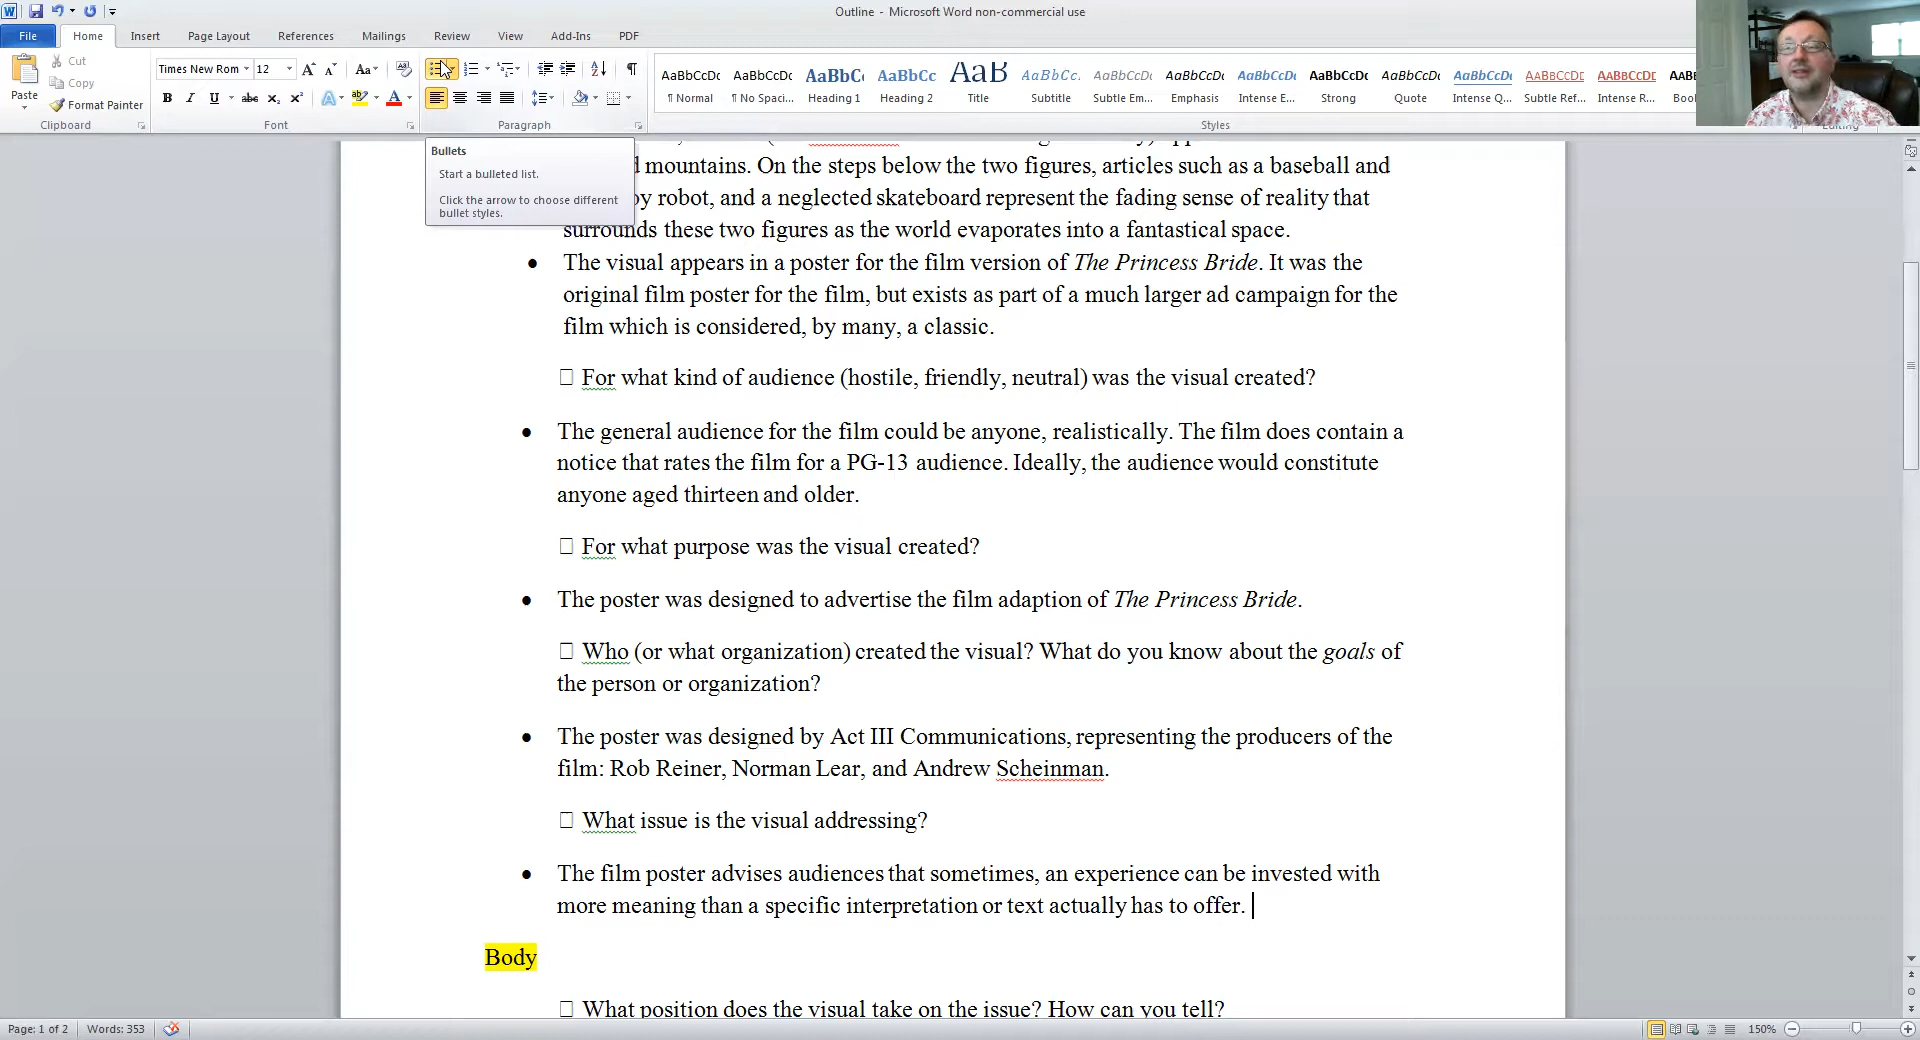 Outline - Microsoft Word non-commercial use
File Home Insert Page Layout References Mailings Review View Add-Ins PDF
Paste
Cut
Copy
Format Painter
Clipboard
Times New Rom 12
Font
Paragraph
AaBbCcDc AaBbCcDc AaBbCc AaBbCc AaB AaBbCc. AaBbCcDc AaBbCcDc AaBbCcDc AaBbCcDc AaBbCcDc AaBbCcDc AaBbCcDc AaBbCcDc AaB
¶ Normal ¶ No Spaci... Heading 1 Heading 2 Title Subtitle Subtle Em... Emphasis Intense E... Strong Quote Intense Q... Subtle Ref... Intense R... Boo
Styles
Editing
Bullets
Start a bulleted list.
Click the arrow to choose different
bullet styles.
mountains. On the steps below the two figures, articles such as a baseball and
robot, and a neglected skateboard represent the fading sense of reality that
surrounds these two figures as the world evaporates into a fantastical space.
• The visual appears in a poster for the film version of The Princess Bride. It was the
original film poster for the film, but exists as part of a much larger ad campaign for the
film which is considered, by many, a classic.
□ For what kind of audience (hostile, friendly, neutral) was the visual created?
• The general audience for the film could be anyone, realistically. The film does contain a
notice that rates the film for a PG-13 audience. Ideally, the audience would constitute
anyone aged thirteen and older.
□ For what purpose was the visual created?
• The poster was designed to advertise the film adaption of The Princess Bride.
□ Who (or what organization) created the visual? What do you know about the goals of
the person or organization?
• The poster was designed by Act III Communications, representing the producers of the
film: Rob Reiner, Norman Lear, and Andrew Scheinman.
□ What issue is the visual addressing?
• The film poster advises audiences that sometimes, an experience can be invested with
more meaning than a specific interpretation or text actually has to offer.
Body
□ What position does the visual take on the issue? How can you tell?
Page: 1 of 2 Words: 353 150%